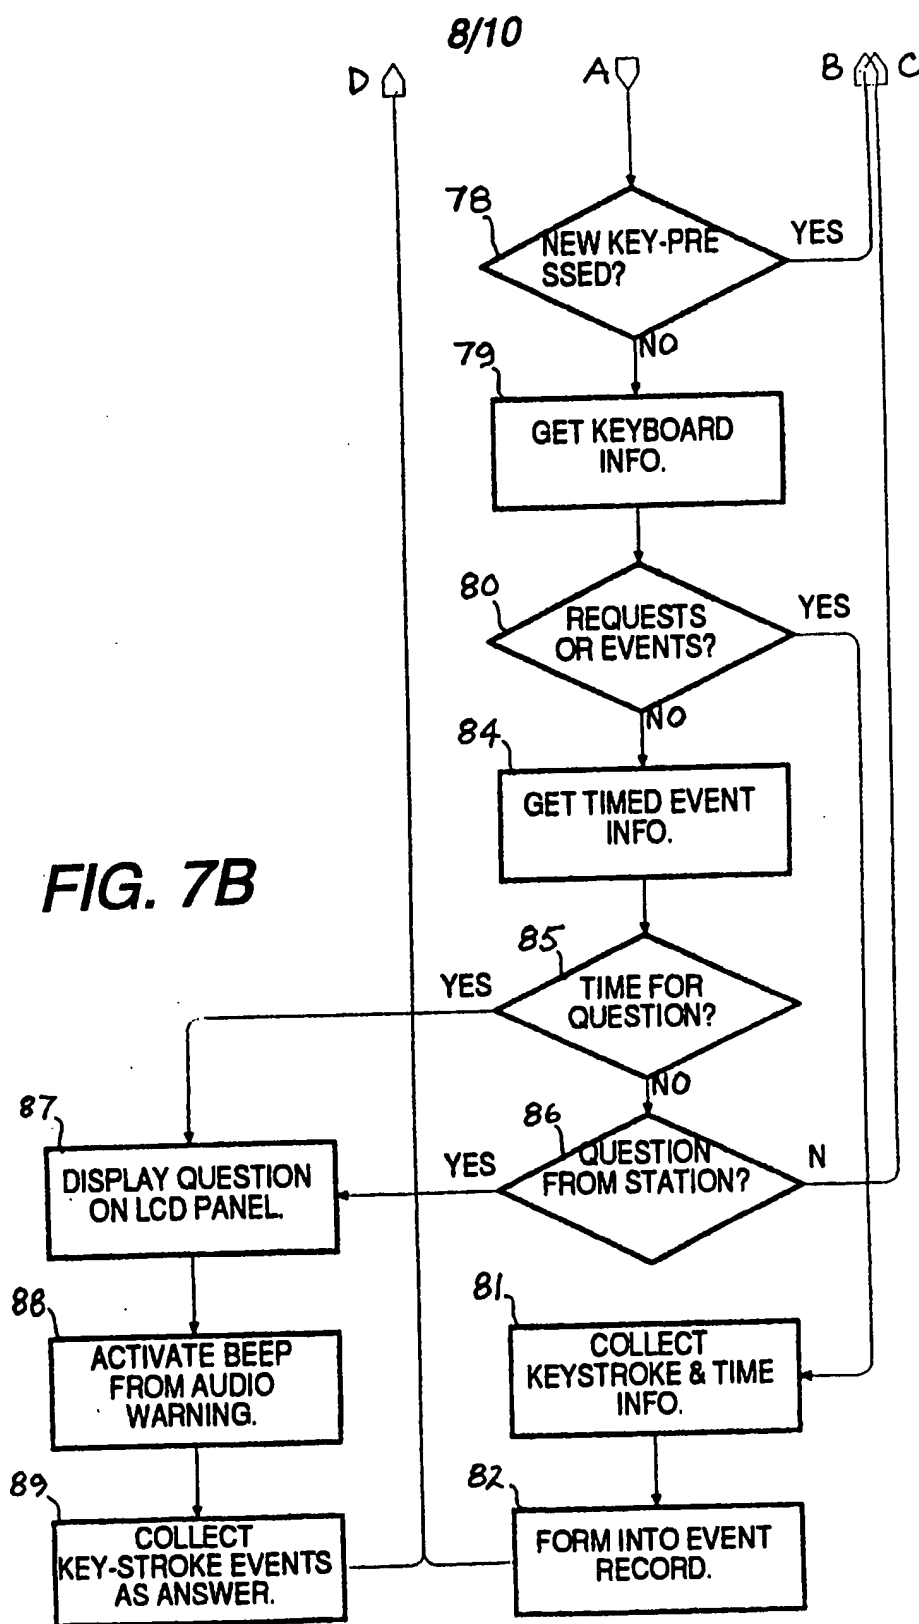 8/10
D
A
B
C
78
NEW KEY-PRE
SSED?
YES
NO
79
GET KEYBOARD
INFO.
80
REQUESTS
OR EVENTS?
YES
NO
84
GET TIMED EVENT
INFO.
FIG. 7B
85
TIME FOR
QUESTION?
YES
NO
86
QUESTION
FROM STATION?
YES
N
87
DISPLAY QUESTION
ON LCD PANEL.
88
ACTIVATE BEEP
FROM AUDIO
WARNING.
81
COLLECT
KEYSTROKE & TIME
INFO.
89
COLLECT
KEY-STROKE EVENTS
AS ANSWER.
82
FORM INTO EVENT
RECORD.